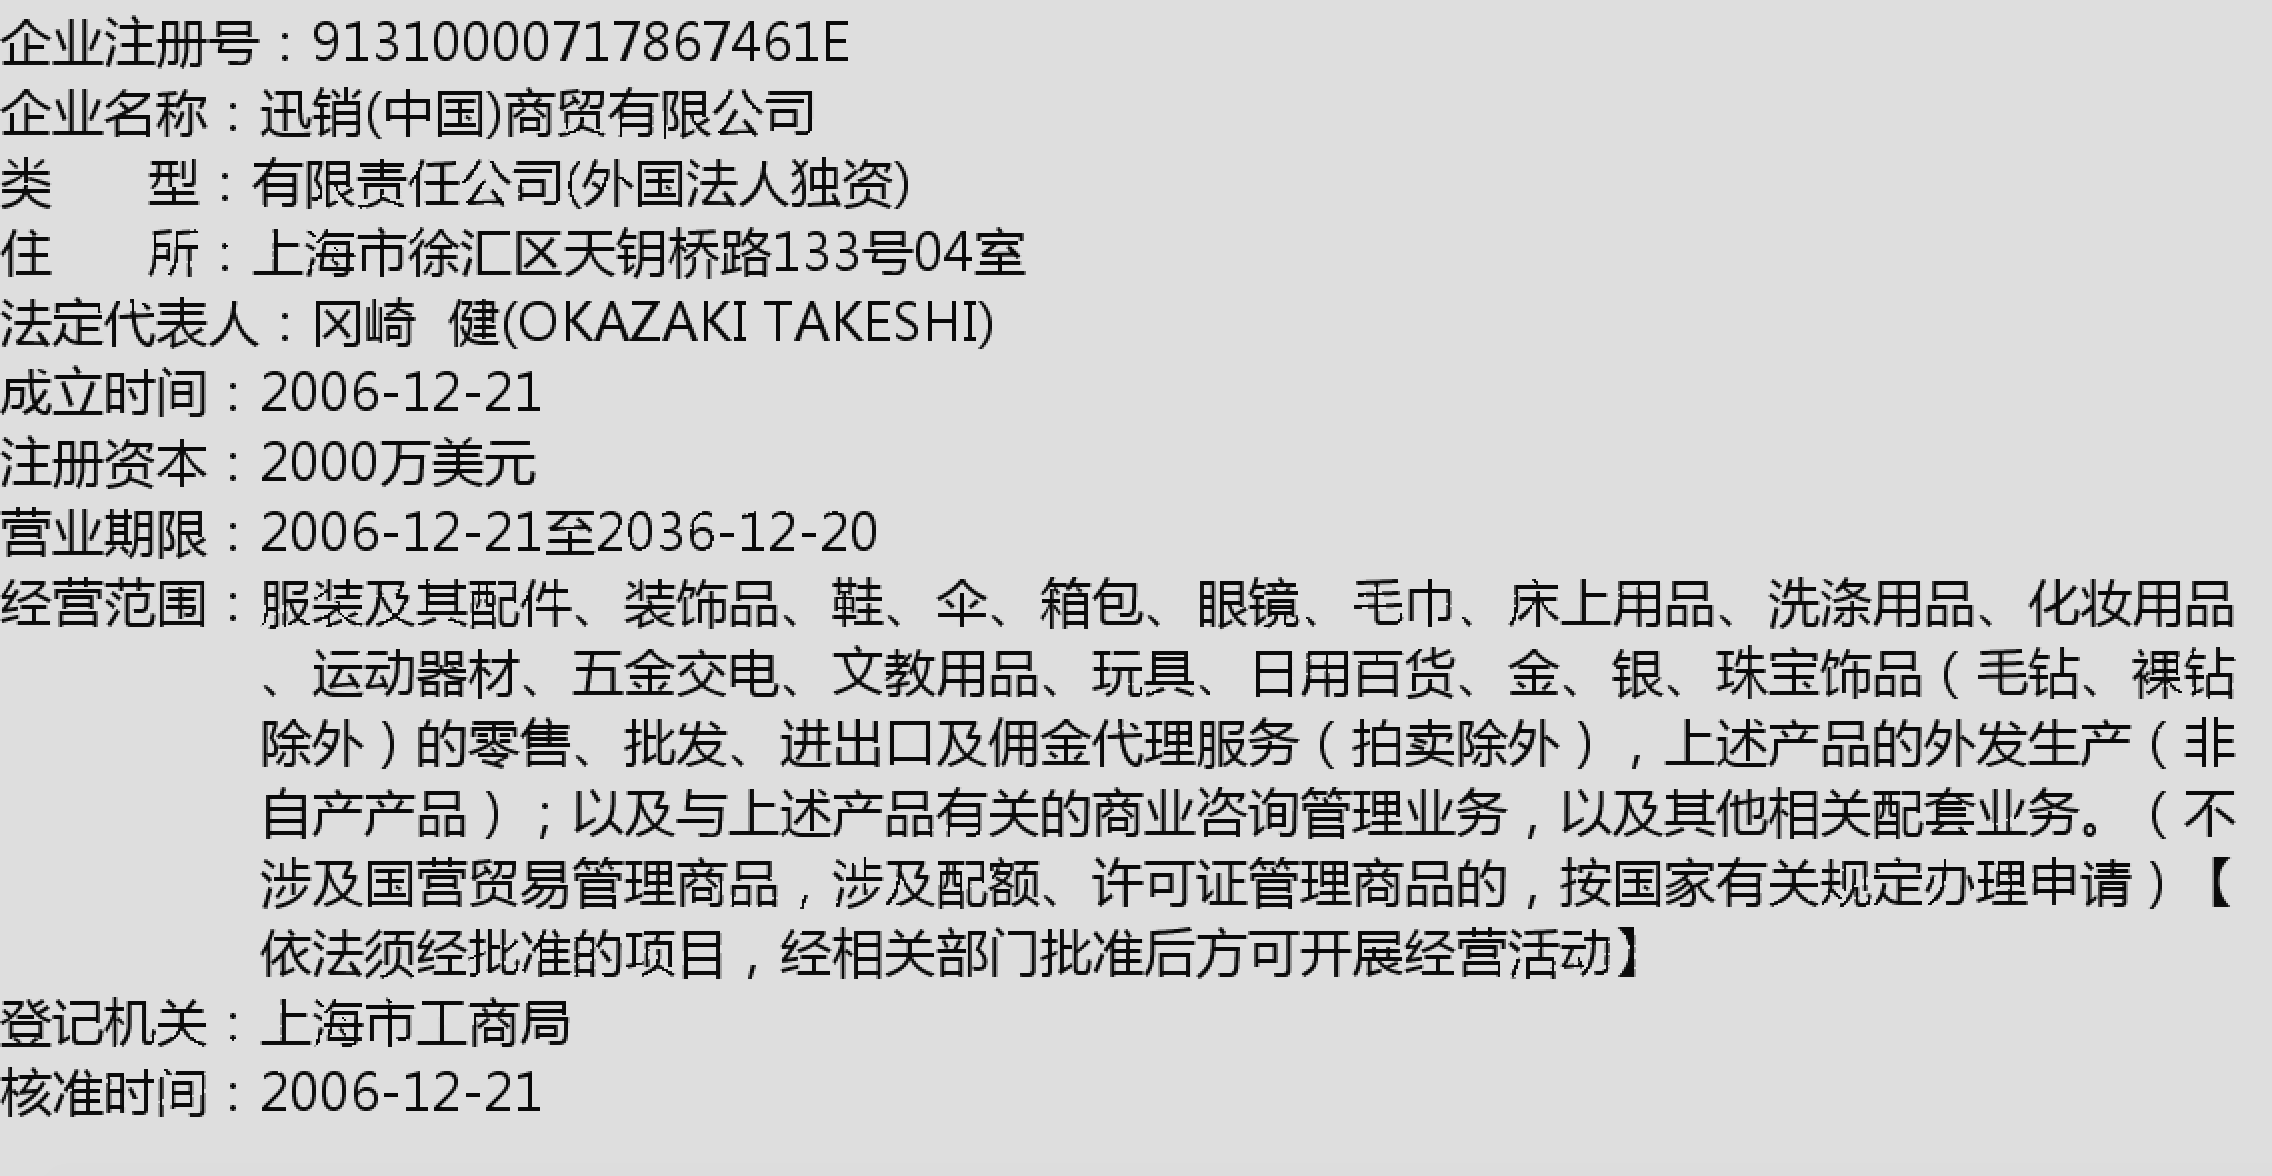 企业注册号：91310000717867461E
企业名称：迅销(中国)商贸有限公司
类　　型：有限责任公司(外国法人独资)
住　　所：上海市徐汇区天钥桥路133号04室
法定代表人：冈崎 健(OKAZAKI TAKESHI)
成立时间：2006-12-21
注册资本：2000万美元
营业期限：2006-12-21至2036-12-20
经营范围：服装及其配件、装饰品、鞋、伞、箱包、眼镜、毛巾、床上用品、洗涤用品、化妆用品
、运动器材、五金交电、文教用品、玩具、日用百货、金、银、珠宝饰品（毛钻、裸钻
除外）的零售、批发、进出口及佣金代理服务（拍卖除外），上述产品的外发生产（非
自产产品）；以及与上述产品有关的商业咨询管理业务，以及其他相关配套业务。（不
涉及国营贸易管理商品，涉及配额、许可证管理商品的，按国家有关规定办理申请）【
依法须经批准的项目，经相关部门批准后方可开展经营活动】
登记机关：上海市工商局
核准时间：2006-12-21